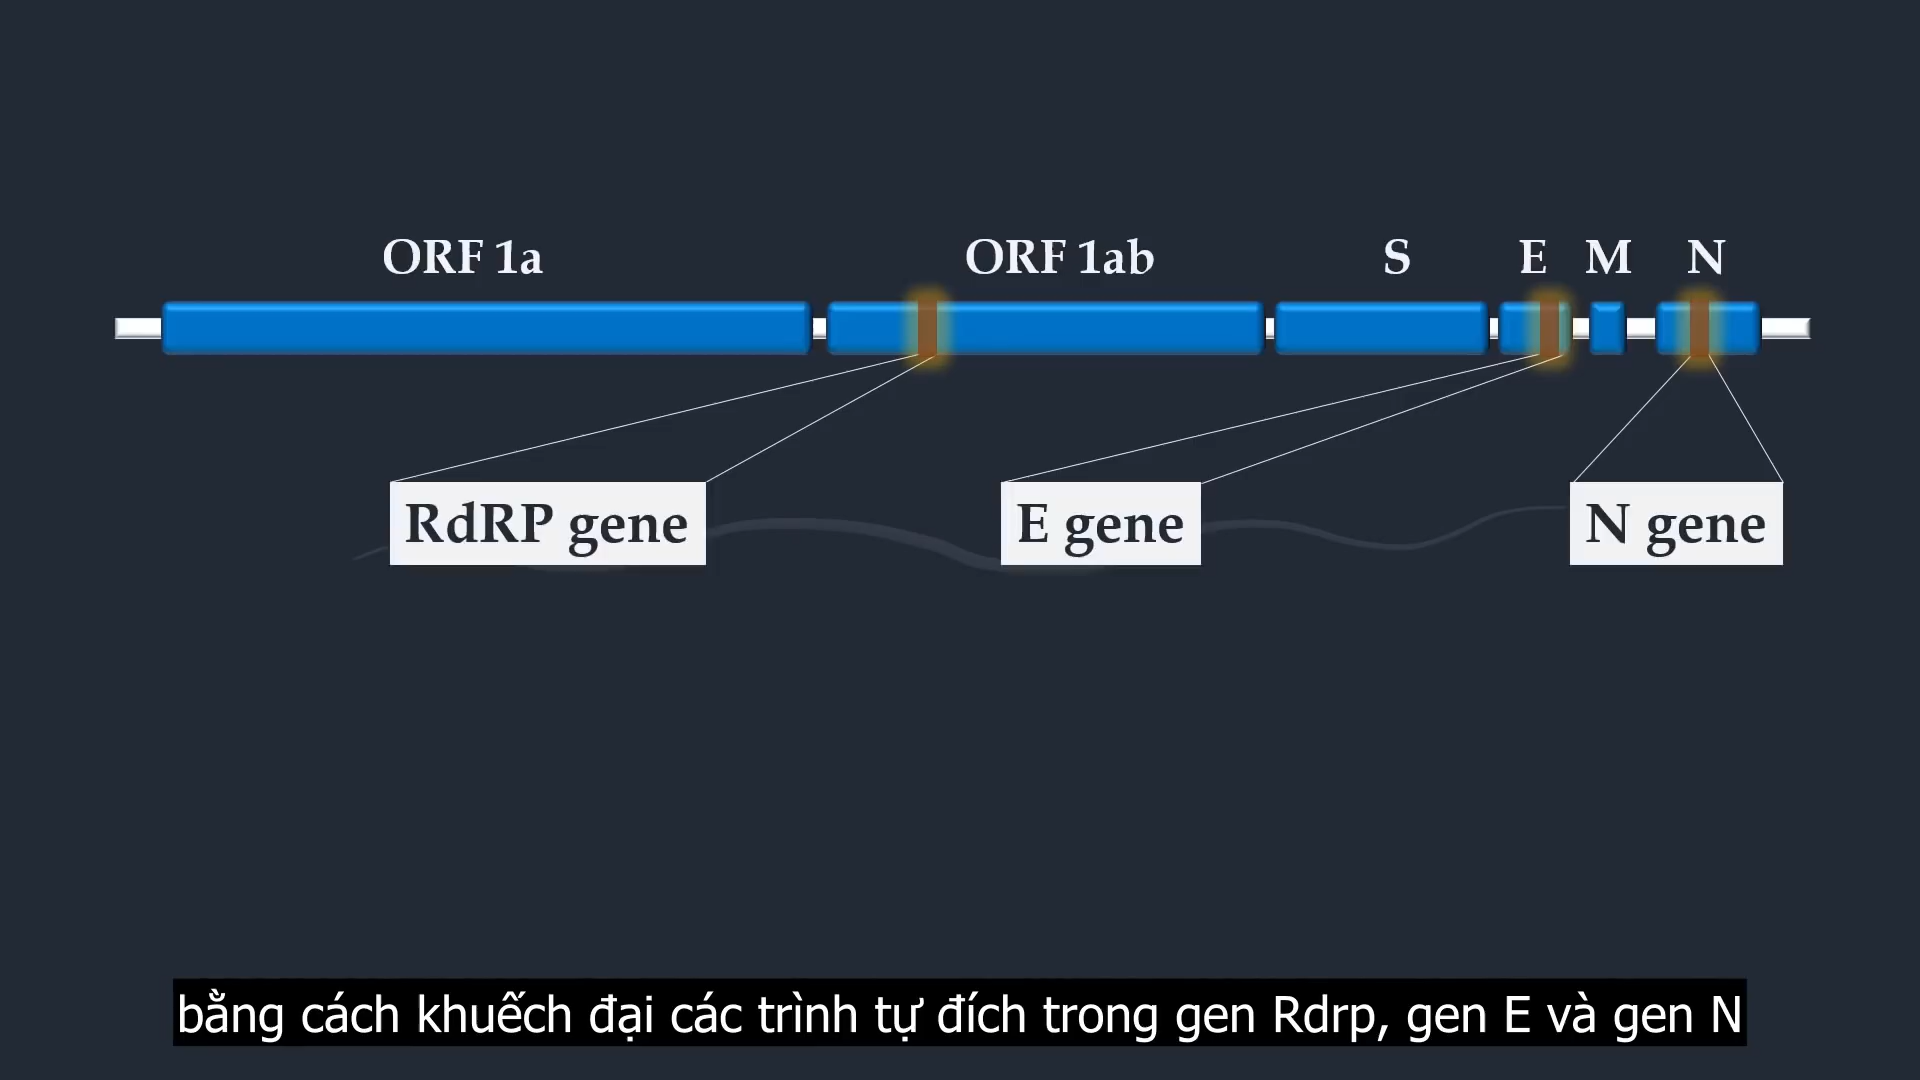 ORF 1a ORF 1ab S E M N
RdRP gene E gene N gene
bằng cách khuếch đại các trình tự đích trong gen Rdrp, gen E và gen N